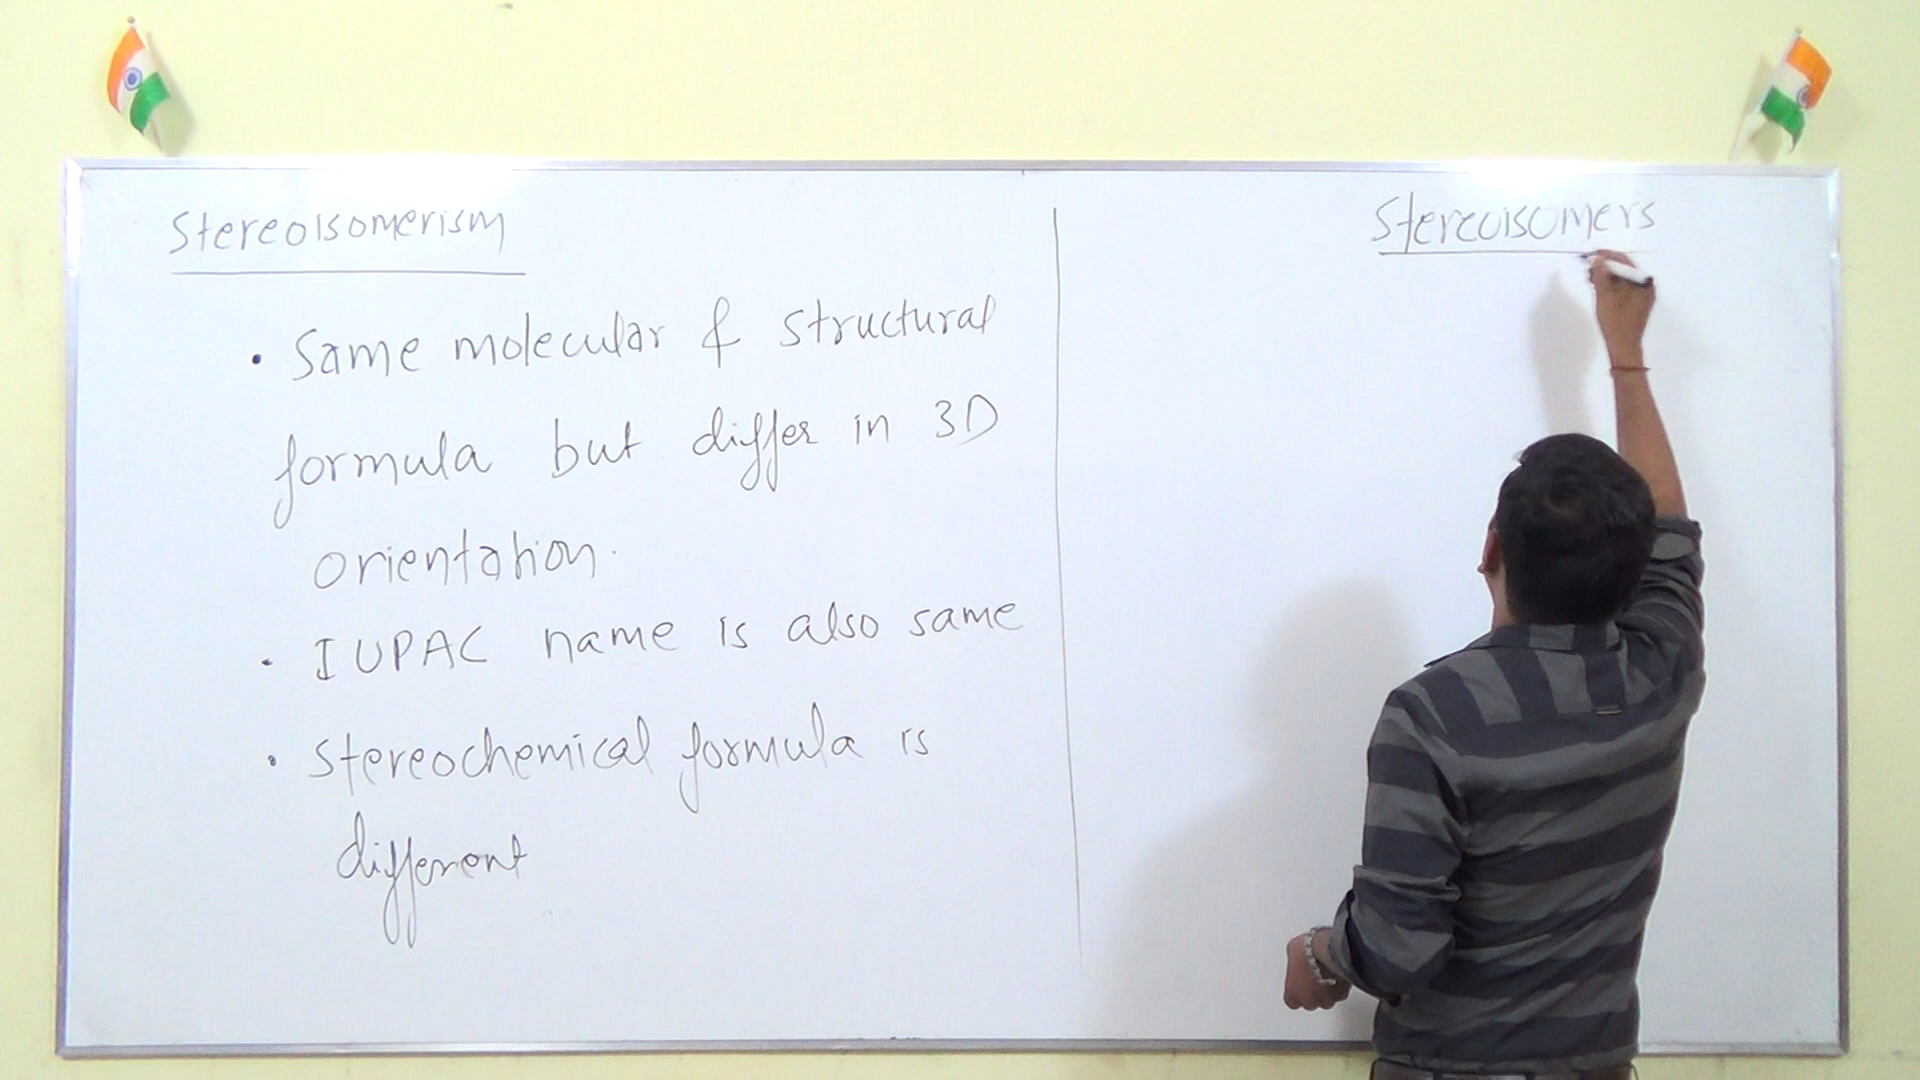 Stereoisomerism
• Same molecular & structural
formula but differ in 3D
orientation.
• IUPAC name is also same
• Stereochemical formula is
different
Stereoisomers